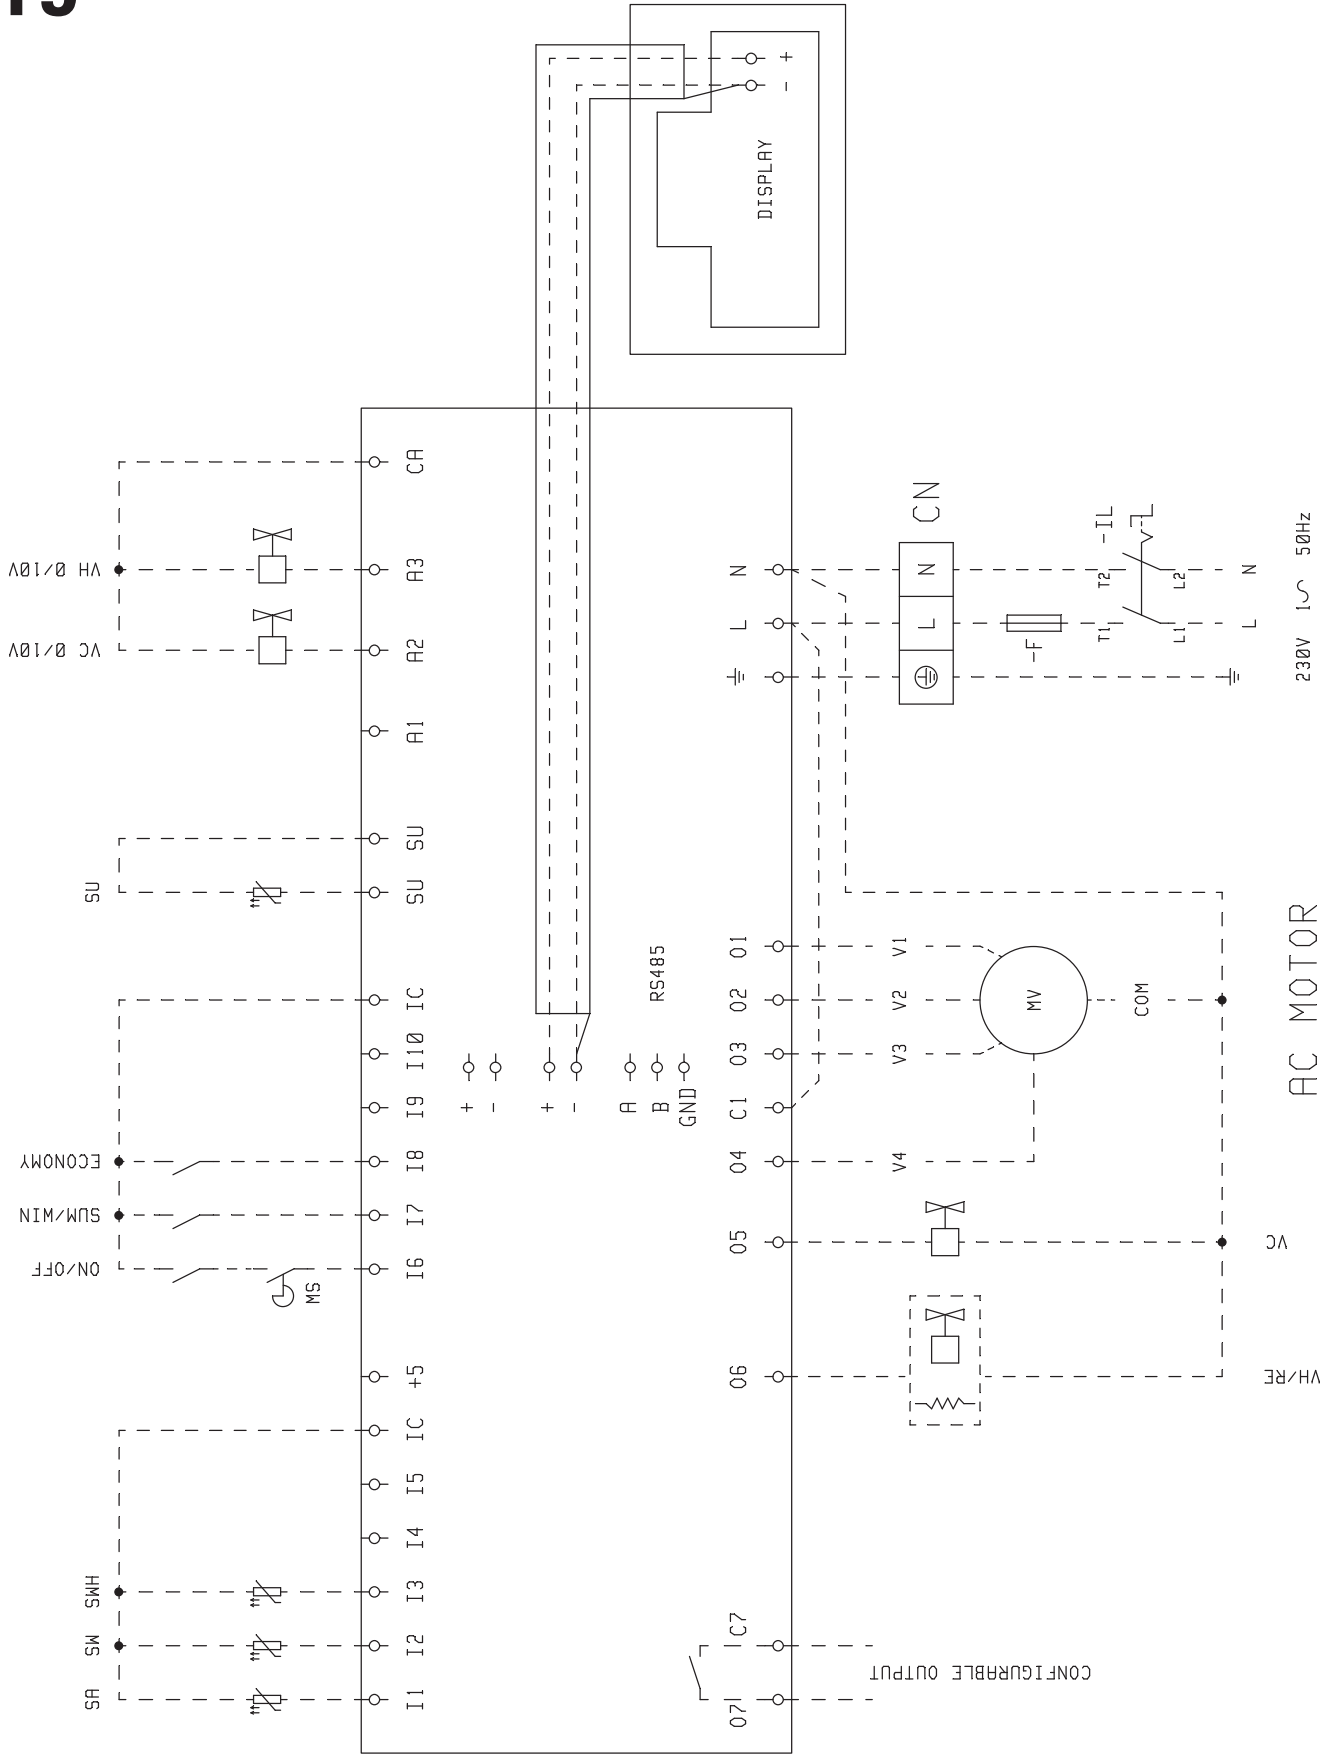 DISPLAY
+
-
VH 0/10V
VC 0/10V
SU
ECONOMY
SUM/WIN
ON/OFF
MS
HWS
WS
AS
CA
A3
A2
A1
SU
SU
IC
I10
I9
I8
I7
I6
+5
IC
I5
I4
I3
I2
I1
+
-
+
-
A
B
GND
RS485
N
L
O1
O2
O3
C1
O4
O5
O6
C7
O7
CN
N
L
-F
-IL
T2
T1
L2
L1
N
L
230V 1 50Hz
V1
V2
V3
V4
MV
COM
AC MOTOR
VC
VH/RE
CONFIGURABLE OUTPUT